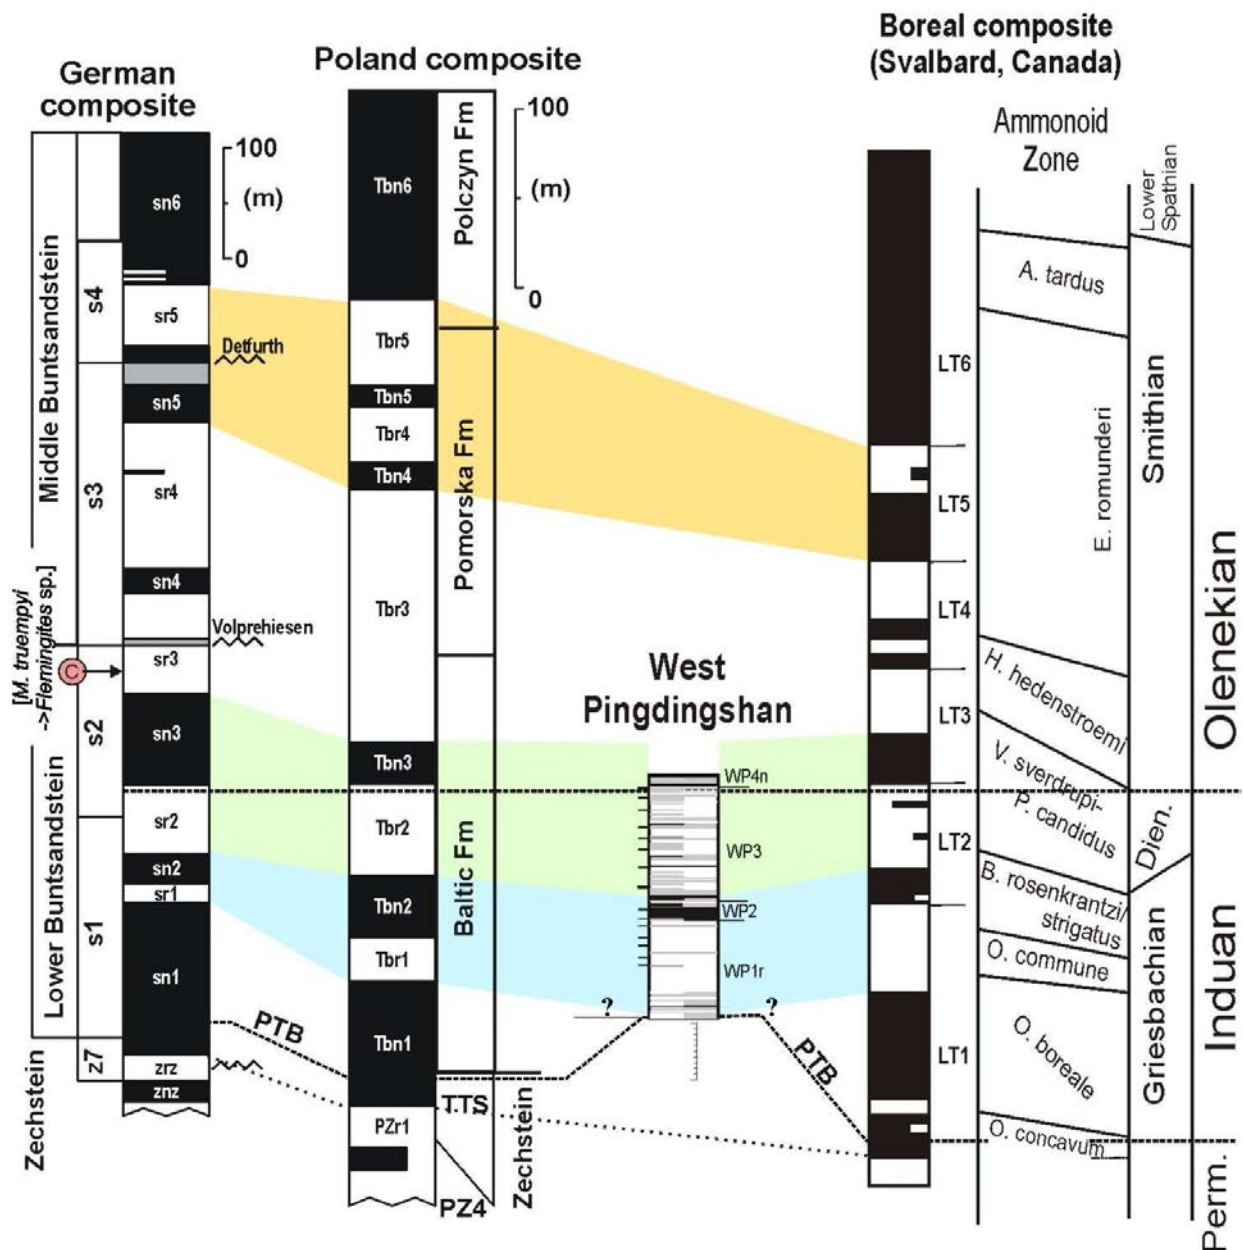 German
composite
Poland composite
Boreal composite
(Svalbard, Canada)
Ammonoid
Zone
100
(m)
0
100
(m)
0
Middle Buntsandstein
Lower Buntsandstein
Zechstein
[M. truempyi
->Flemingites sp.]
C
s4
s3
s2
s1
z7
sn6
sr5
sn5
sr4
sn4
sr3
sn3
sr2
sn2
sr1
sn1
zrz
znz
Detfurth
Volprehiesen
Tbn6
Tbr5
Tbn5
Tbr4
Tbn4
Tbr3
Tbn3
Tbr2
Tbn2
Tbr1
Tbn1
PZr1
Polczyn Fm
Pomorska Fm
Baltic Fm
Zechstein
TTS
PZ4
PTB
?
West
Pingdingshan
WP4n
WP3
WP2
WP1r
?
PTB
LT6
LT5
LT4
LT3
LT2
LT1
A. tardus
E. romunderi
H. hedenstroemi
V. sverdrupi-
P. candidus
B. rosenkrantzi/
strigatus
O. commune
O. boreale
O. concavum
Lower
Spathian
Smithian
Dien.
Griesbachian
Olenekian
Induan
Perm.